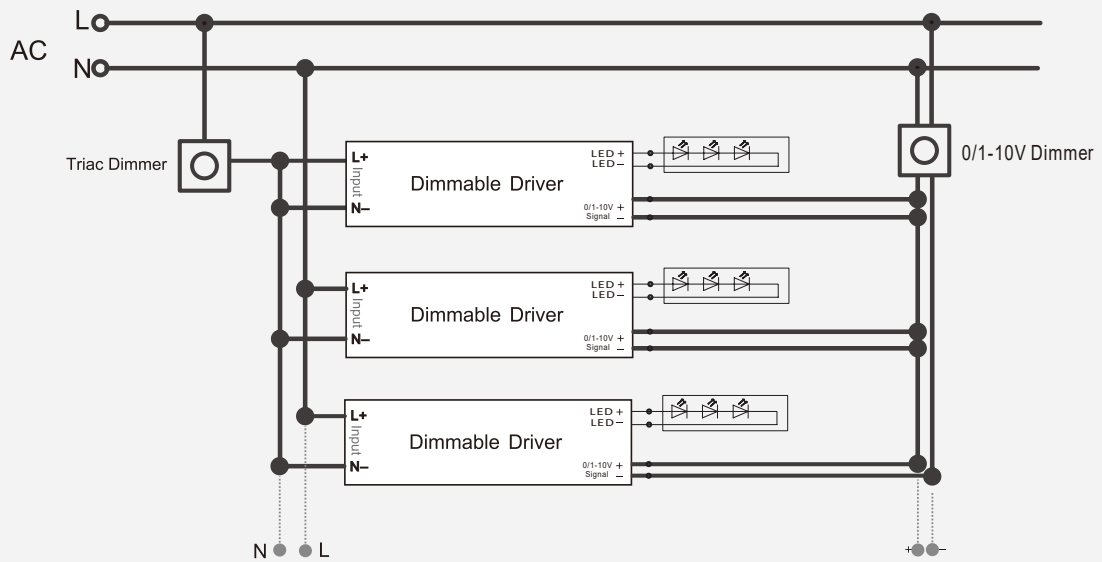 L
AC
N
Triac Dimmer
0/1-10V Dimmer
L+
Input
N−
Dimmable Driver
LED +
LED −
0/1-10V +
Signal −
L+
Input
N−
Dimmable Driver
LED +
LED −
0/1-10V +
Signal −
L+
Input
N−
Dimmable Driver
LED +
LED −
0/1-10V +
Signal −
N L
+ −